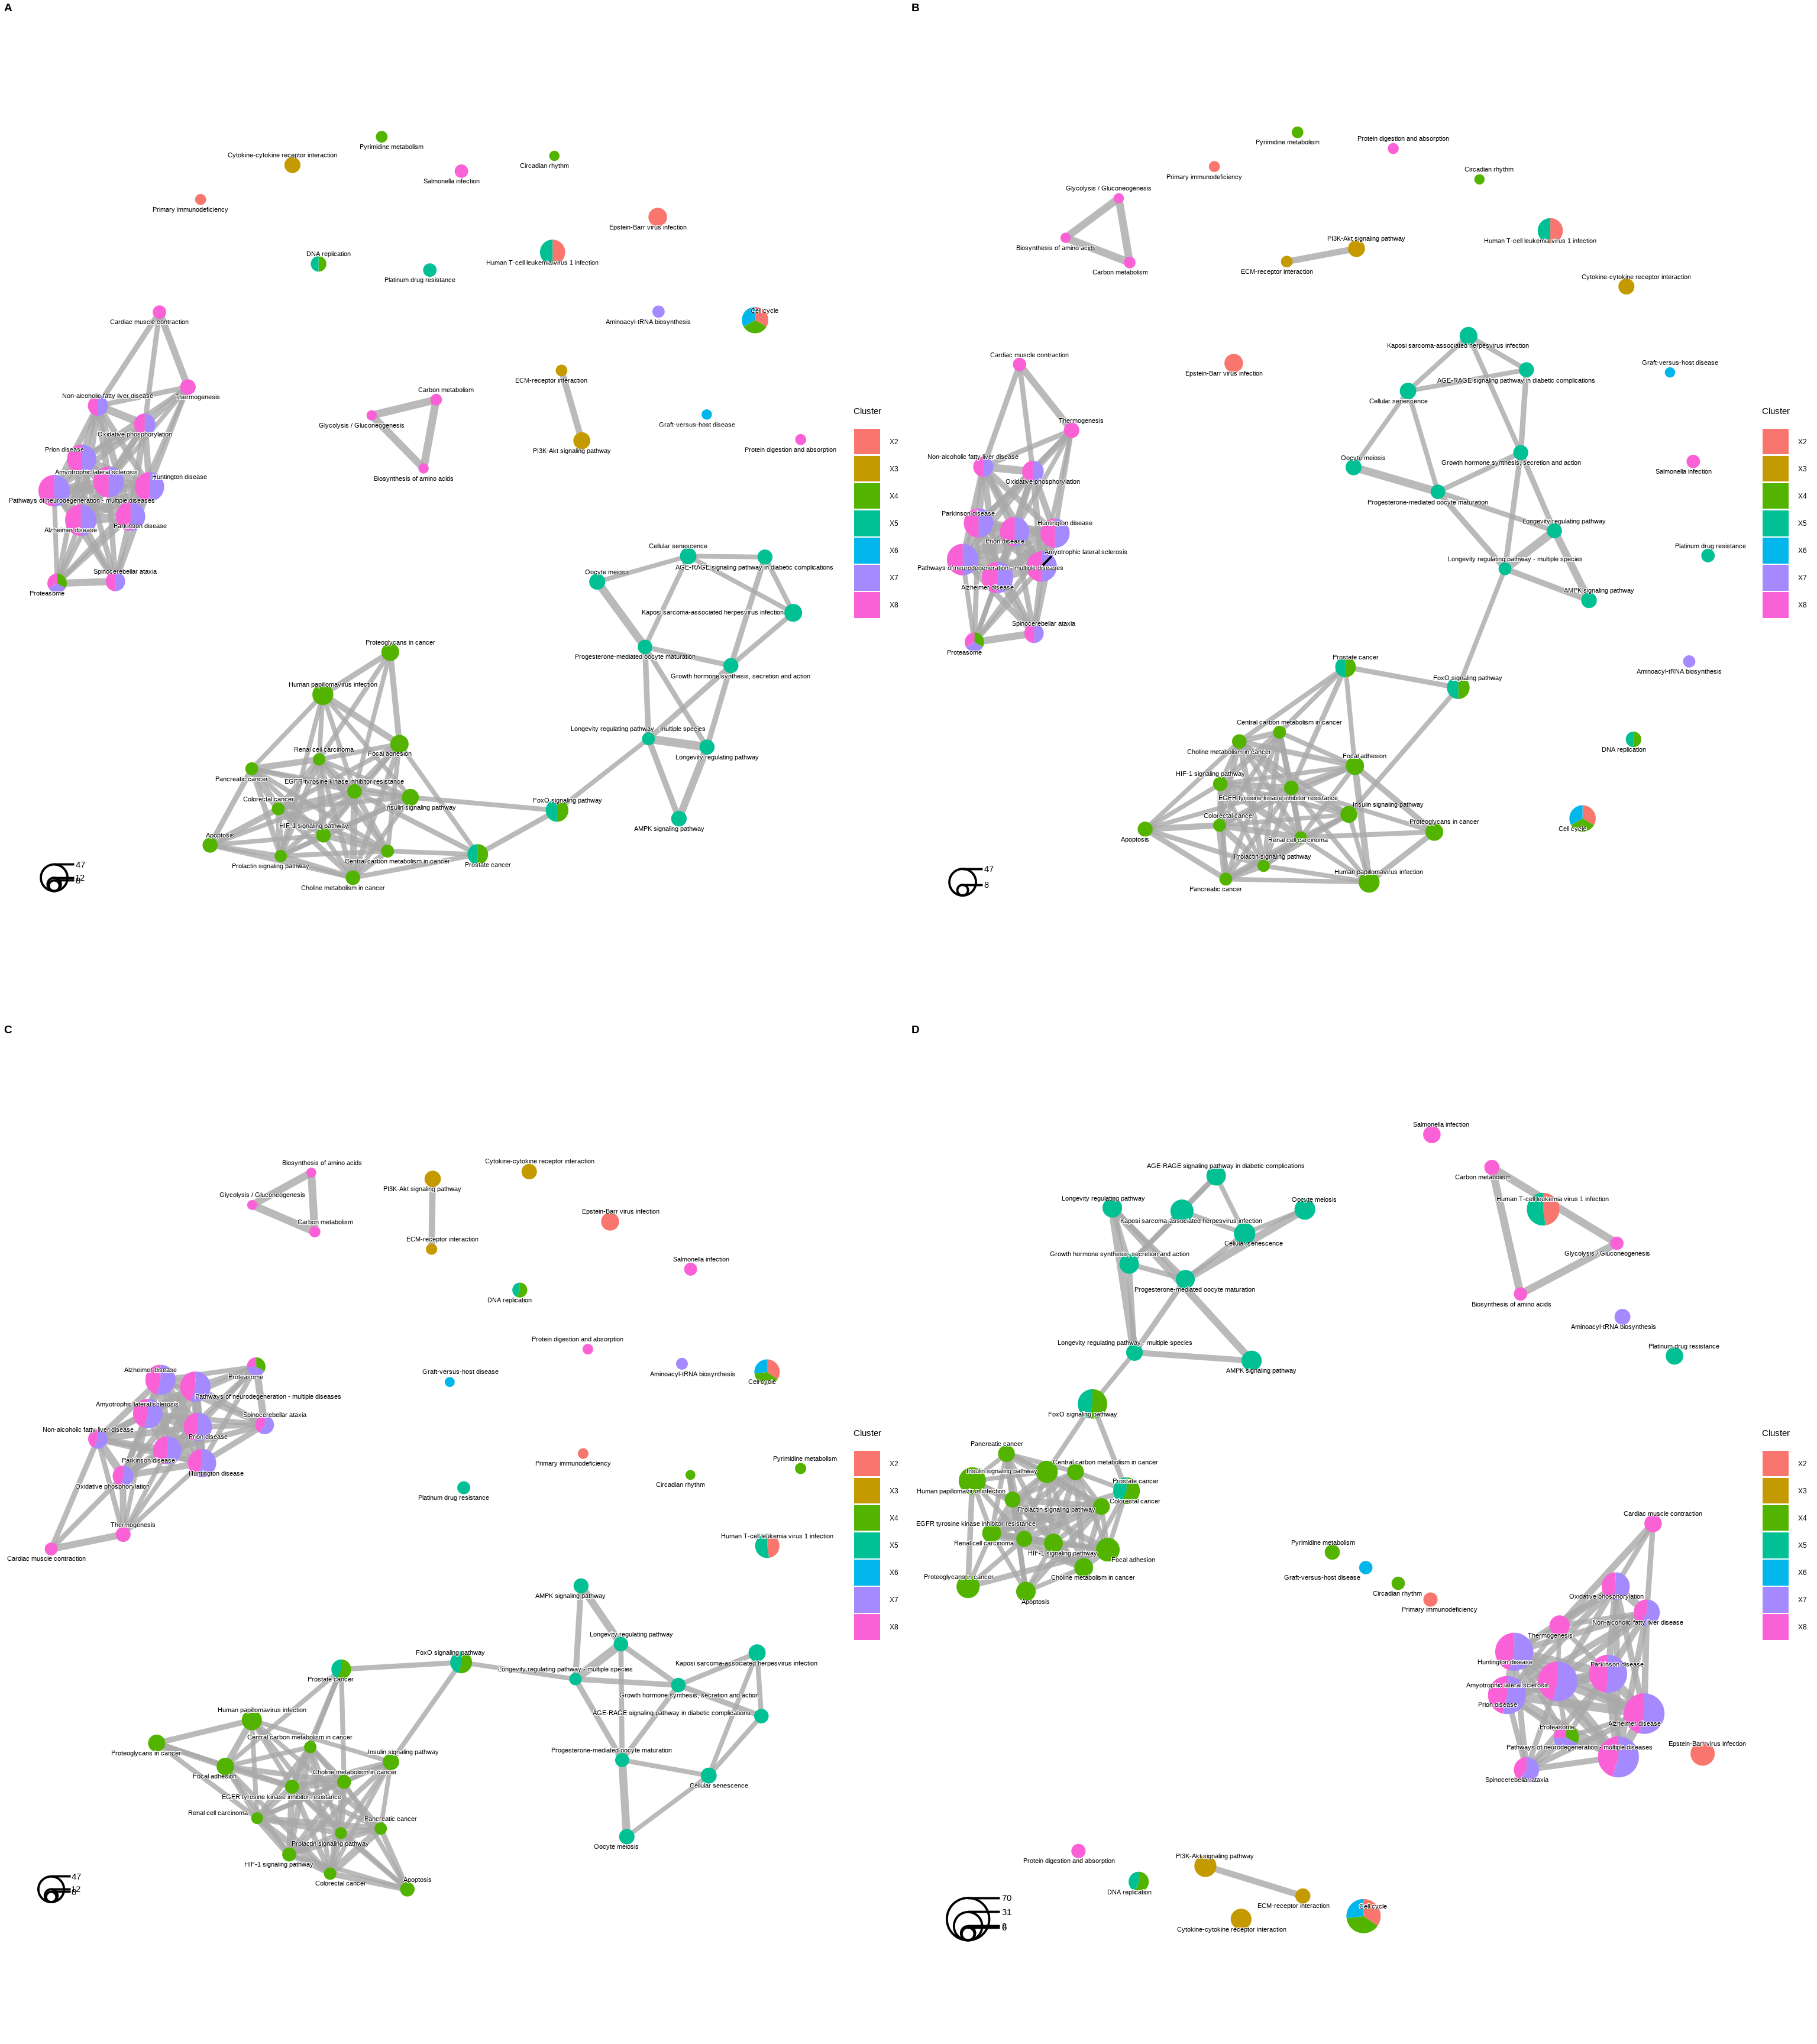 A
Pyrimidine metabolism
Cytokine-cytokine receptor interaction
Circadian rhythm
Salmonella infection
Primary immunodeficiency
Epstein-Barr virus infection
DNA replication
Human T-cell leukemia virus 1 infection
Platinum drug resistance
Cell cycle
Cardiac muscle contraction
Aminoacyl-tRNA biosynthesis
ECM-receptor interaction
Carbon metabolism
Non-alcoholic fatty liver disease
Thermogenesis
Glycolysis / Gluconeogenesis
Graft-versus-host disease
Oxidative phosphorylation
Prion disease
PI3K-Akt signaling pathway
Protein digestion and absorption
Amyotrophic lateral sclerosis
Huntington disease
Biosynthesis of amino acids
Pathways of neurodegeneration - multiple diseases
Alzheimer disease
Parkinson disease
Spinocerebellar ataxia
Proteasome
Cellular senescence
AGE-RAGE signaling pathway in diabetic complications
Oocyte meiosis
Kaposi sarcoma-associated herpesvirus infection
Proteoglycans in cancer
Progesterone-mediated oocyte maturation
Growth hormone synthesis, secretion and action
Human papillomavirus infection
Longevity regulating pathway - multiple species
Renal cell carcinoma
Focal adhesion
Longevity regulating pathway
Pancreatic cancer
EGFR tyrosine kinase inhibitor resistance
Colorectal cancer
Insulin signaling pathway
FoxO signaling pathway
HIF-1 signaling pathway
AMPK signaling pathway
Apoptosis
Prolactin signaling pathway
Central carbon metabolism in cancer
Prostate cancer
Choline metabolism in cancer
47
12
Cluster
X2
X3
X4
X5
X6
X7
X8
B
Protein digestion and absorption
Pyrimidine metabolism
Circadian rhythm
Primary immunodeficiency
Glycolysis / Gluconeogenesis
PI3K-Akt signaling pathway
Human T-cell leukemia virus 1 infection
Biosynthesis of amino acids
Carbon metabolism
ECM-receptor interaction
Cytokine-cytokine receptor interaction
Kaposi sarcoma-associated herpesvirus infection
Cardiac muscle contraction
Graft-versus-host disease
Epstein-Barr virus infection
AGE-RAGE signaling pathway in diabetic complications
Cellular senescence
Thermogenesis
Non-alcoholic fatty liver disease
Oocyte meiosis
Growth hormone synthesis, secretion and action
Salmonella infection
Oxidative phosphorylation
Progesterone-mediated oocyte maturation
Parkinson disease
Huntington disease
Longevity regulating pathway
Prion disease
Amyotrophic lateral sclerosis
Platinum drug resistance
Longevity regulating pathway - multiple species
Pathways of neurodegeneration - multiple diseases
Alzheimer disease
AMPK signaling pathway
Spinocerebellar ataxia
Proteasome
Prostate cancer
Aminoacyl-tRNA biosynthesis
FoxO signaling pathway
Central carbon metabolism in cancer
Choline metabolism in cancer
DNA replication
Focal adhesion
HIF-1 signaling pathway
EGFR tyrosine kinase inhibitor resistance
Insulin signaling pathway
Colorectal cancer
Proteoglycans in cancer
Cell cycle
Apoptosis
Renal cell carcinoma
Prolactin signaling pathway
Human papillomavirus infection
Pancreatic cancer
47
8
Cluster
X2
X3
X4
X5
X6
X7
X8
C
Biosynthesis of amino acids
Cytokine-cytokine receptor interaction
PI3K-Akt signaling pathway
Glycolysis / Gluconeogenesis
Epstein-Barr virus infection
Carbon metabolism
ECM-receptor interaction
Salmonella infection
DNA replication
Protein digestion and absorption
Alzheimer disease
Graft-versus-host disease
Aminoacyl-tRNA biosynthesis
Proteasome
Cell cycle
Pathways of neurodegeneration - multiple diseases
Amyotrophic lateral sclerosis
Spinocerebellar ataxia
Non-alcoholic fatty liver disease
Prion disease
Parkinson disease
Primary immunodeficiency
Pyrimidine metabolism
Huntington disease
Oxidative phosphorylation
Circadian rhythm
Platinum drug resistance
Thermogenesis
Human T-cell leukemia virus 1 infection
Cardiac muscle contraction
AMPK signaling pathway
Longevity regulating pathway
FoxO signaling pathway
Kaposi sarcoma-associated herpesvirus infection
Longevity regulating pathway - multiple species
Prostate cancer
Growth hormone synthesis, secretion and action
Human papillomavirus infection
AGE-RAGE signaling pathway in diabetic complications
Central carbon metabolism in cancer
Proteoglycans in cancer
Insulin signaling pathway
Progesterone-mediated oocyte maturation
Choline metabolism in cancer
Focal adhesion
Cellular senescence
EGFR tyrosine kinase inhibitor resistance
Renal cell carcinoma
Pancreatic cancer
Prolactin signaling pathway
Oocyte meiosis
HIF-1 signaling pathway
Colorectal cancer
Apoptosis
47
12
Cluster
X2
X3
X4
X5
X6
X7
X8
D
Salmonella infection
AGE-RAGE signaling pathway in diabetic complications
Carbon metabolism
Longevity regulating pathway
Oocyte meiosis
Human T-cell leukemia virus 1 infection
Kaposi sarcoma-associated herpesvirus infection
Cellular senescence
Growth hormone synthesis, secretion and action
Glycolysis / Gluconeogenesis
Progesterone-mediated oocyte maturation
Biosynthesis of amino acids
Aminoacyl-tRNA biosynthesis
Longevity regulating pathway - multiple species
Platinum drug resistance
AMPK signaling pathway
FoxO signaling pathway
Pancreatic cancer
Central carbon metabolism in cancer
Insulin signaling pathway
Prostate cancer
Human papillomavirus infection
Colorectal cancer
Prolactin signaling pathway
Cardiac muscle contraction
EGFR tyrosine kinase inhibitor resistance
Renal cell carcinoma
Pyrimidine metabolism
HIF-1 signaling pathway
Focal adhesion
Proteoglycans in cancer
Choline metabolism in cancer
Graft-versus-host disease
Circadian rhythm
Oxidative phosphorylation
Apoptosis
Primary immunodeficiency
Non-alcoholic fatty liver disease
Thermogenesis
Huntington disease
Parkinson disease
Amyotrophic lateral sclerosis
Prion disease
Alzheimer disease
Proteasome
Epstein-Barr virus infection
Pathways of neurodegeneration - multiple diseases
Spinocerebellar ataxia
PI3K-Akt signaling pathway
Protein digestion and absorption
DNA replication
ECM-receptor interaction
Cell cycle
Cytokine-cytokine receptor interaction
70
31
Cluster
X2
X3
X4
X5
X6
X7
X8